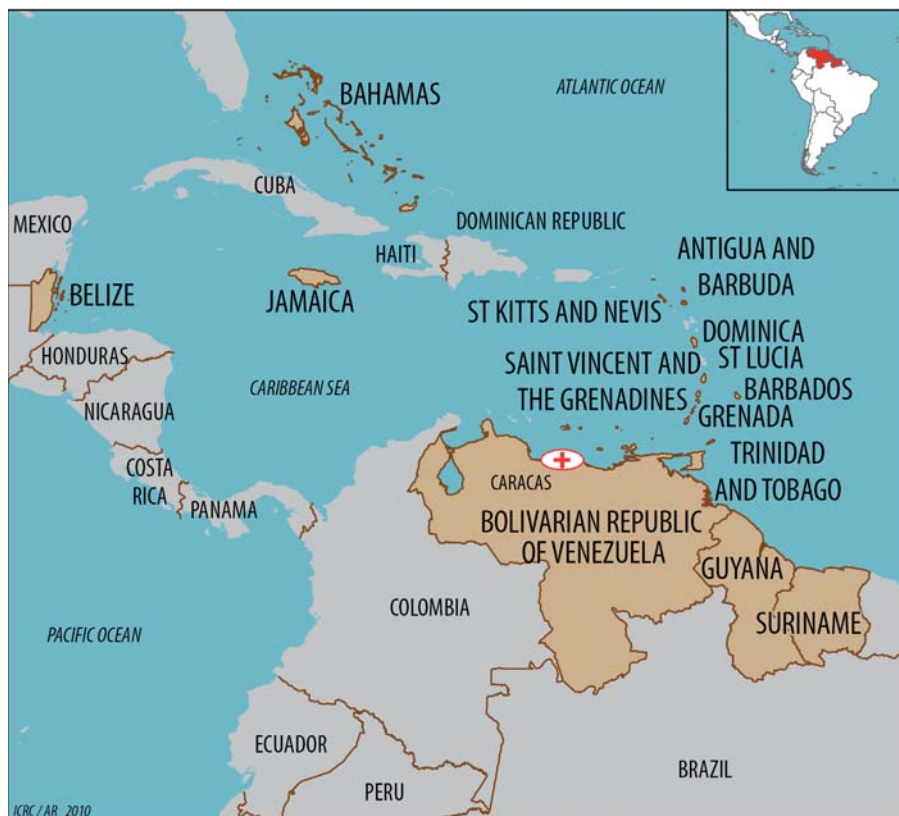 BAHAMAS
ATLANTIC OCEAN
CUBA
MEXICO
DOMINICAN REPUBLIC
HAITI
ANTIGUA AND
BARBUDA
BELIZE
JAMAICA
ST KITTS AND NEVIS
DOMINICA
HONDURAS
SAINT VINCENT AND
THE GRENADINES
ST LUCIA
CARIBBEAN SEA
BARBADOS
NICARAGUA
GRENADA
COSTA
RICA
TRINIDAD
AND TOBAGO
PANAMA
CARACAS
BOLIVARIAN REPUBLIC
OF VENEZUELA
GUYANA
COLOMBIA
SURINAME
PACIFIC OCEAN
ECUADOR
PERU
BRAZIL
ICRC / AR 2010